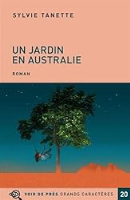 SYLVIE TANETTE
UN JARDIN
EN AUSTRALIE
ROMAN
VOIR DE PRÈS GRANDS CARACTÈRES 20